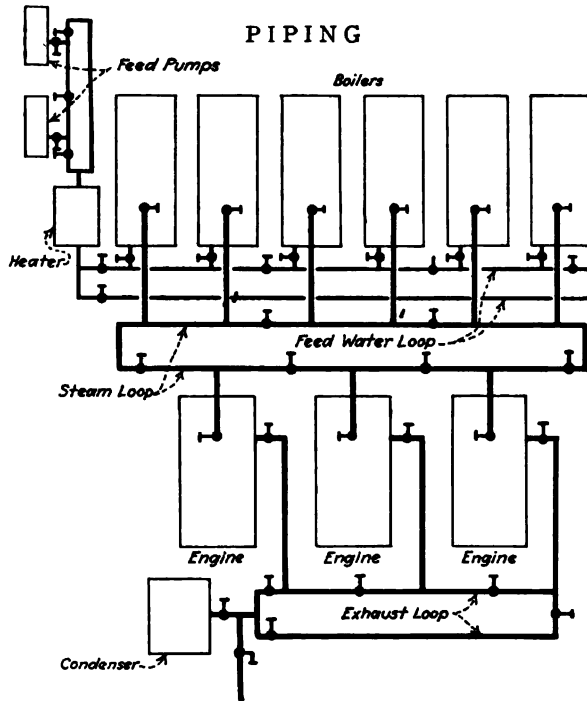 PIPING
Feed Pumps
Boilers
Heater
Feed Water Loop
Steam Loop
Engine
Engine
Engine
Exhaust Loop
Condenser